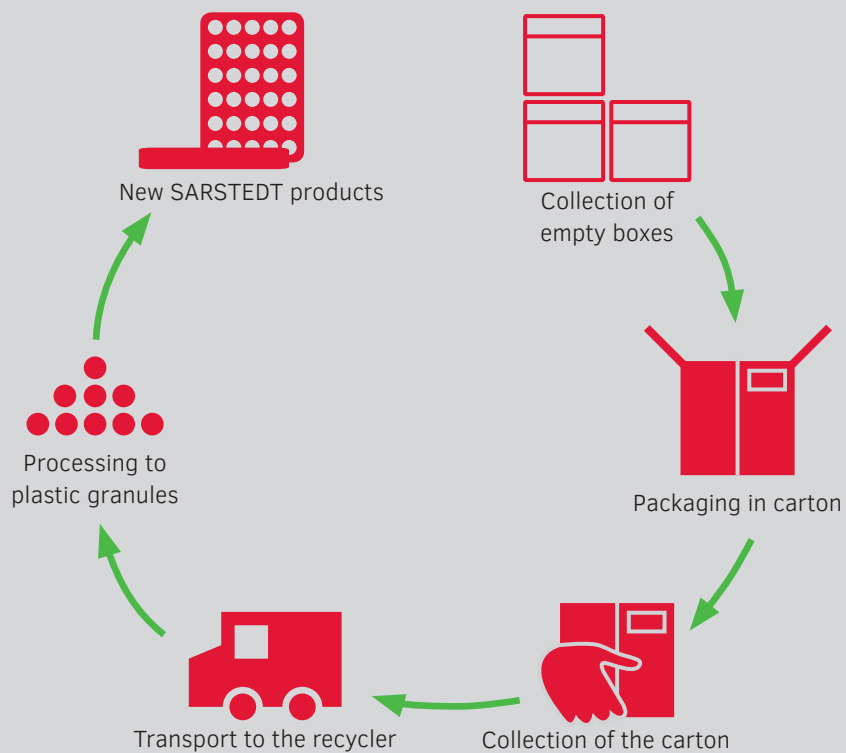 New SARSTEDT products
Collection of
empty boxes
Packaging in carton
Collection of the carton
Transport to the recycler
Processing to
plastic granules